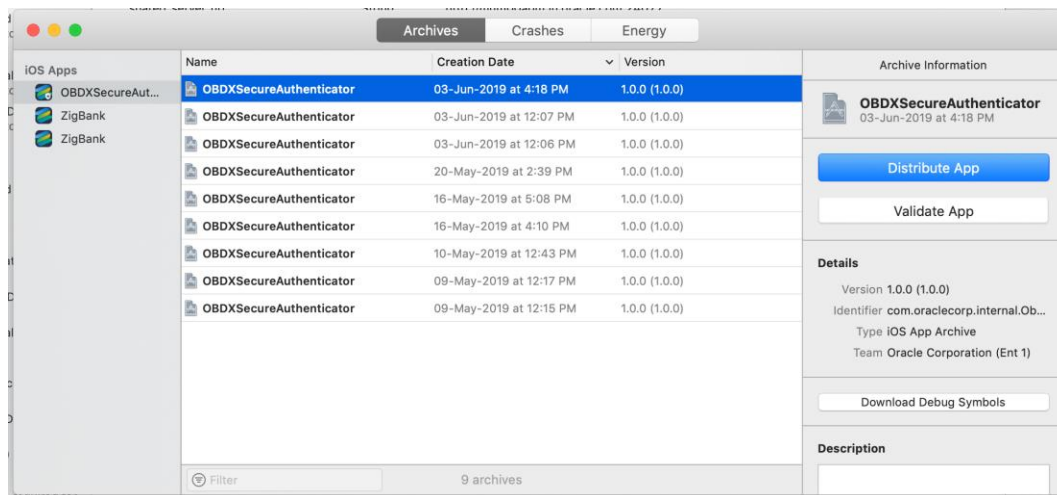 Archives Crashes Energy
iOS Apps
OBDXSecureAut...
ZigBank
ZigBank
Name Creation Date Version
OBDXSecureAuthenticator 03-Jun-2019 at 4:18 PM 1.0.0 (1.0.0)
OBDXSecureAuthenticator 03-Jun-2019 at 12:07 PM 1.0.0 (1.0.0)
OBDXSecureAuthenticator 03-Jun-2019 at 12:06 PM 1.0.0 (1.0.0)
OBDXSecureAuthenticator 20-May-2019 at 2:39 PM 1.0.0 (1.0.0)
OBDXSecureAuthenticator 16-May-2019 at 5:08 PM 1.0.0 (1.0.0)
OBDXSecureAuthenticator 16-May-2019 at 4:10 PM 1.0.0 (1.0.0)
OBDXSecureAuthenticator 10-May-2019 at 12:43 PM 1.0.0 (1.0.0)
OBDXSecureAuthenticator 09-May-2019 at 12:17 PM 1.0.0 (1.0.0)
OBDXSecureAuthenticator 09-May-2019 at 12:15 PM 1.0.0 (1.0.0)
Filter 9 archives
Archive Information
OBDXSecureAuthenticator
03-Jun-2019 at 4:18 PM
Distribute App
Validate App
Details
Version 1.0.0 (1.0.0)
Identifier com.oraclecorp.internal.Ob...
Type iOS App Archive
Team Oracle Corporation (Ent 1)
Download Debug Symbols
Description